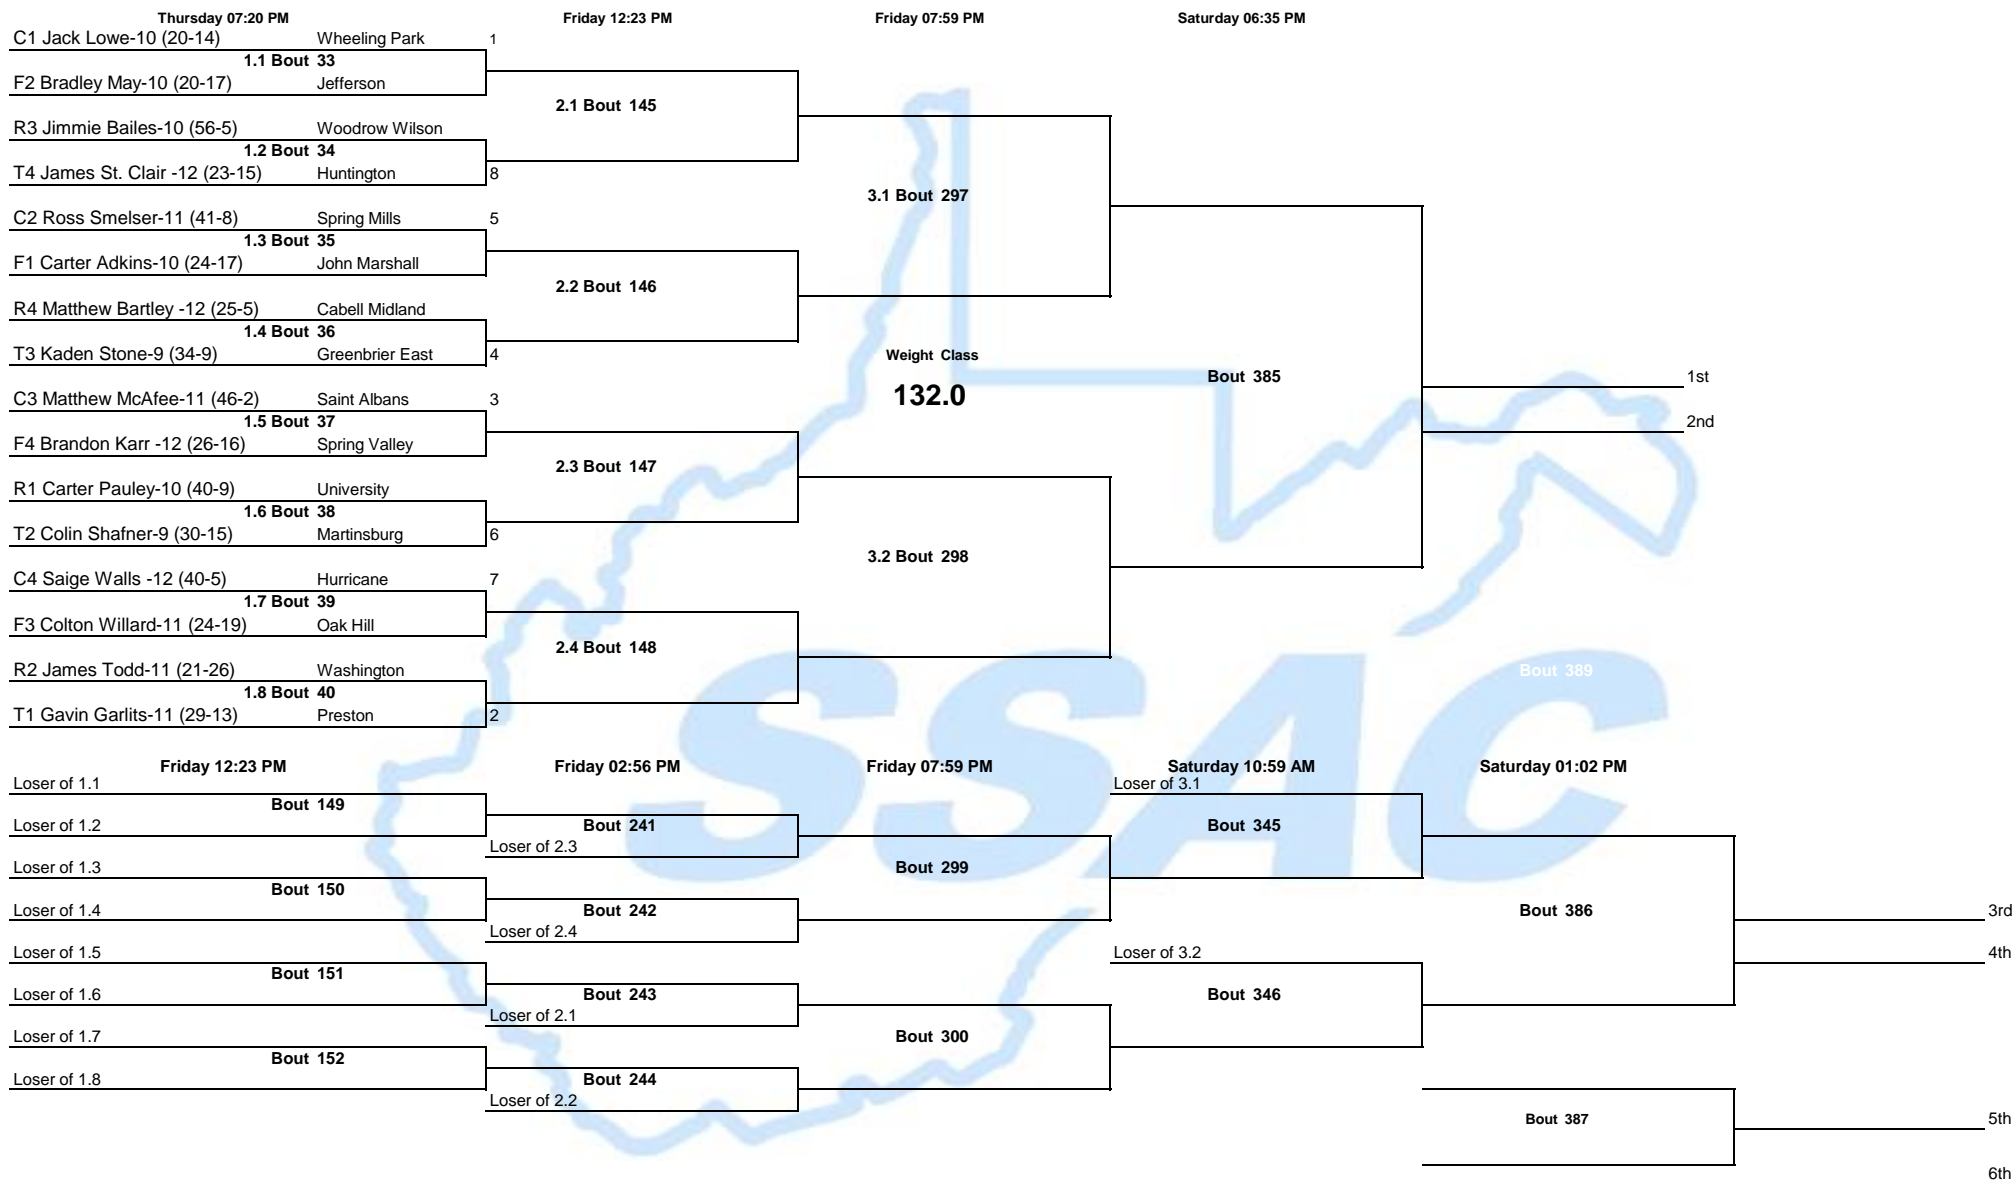 Thursday 07:20 PM Friday 12:23 PM Friday 07:59 PM Saturday 06:35 PM
C1 Jack Lowe-10 (20-14) Wheeling Park 1
1.1 Bout 33
F2 Bradley May-10 (20-17) Jefferson
2.1 Bout 145
R3 Jimmie Bailes-10 (56-5) Woodrow Wilson
1.2 Bout 34
T4 James St. Clair -12 (23-15) Huntington 8
3.1 Bout 297
C2 Ross Smelser-11 (41-8) Spring Mills 5
1.3 Bout 35
F1 Carter Adkins-10 (24-17) John Marshall
2.2 Bout 146
R4 Matthew Bartley -12 (25-5) Cabell Midland
1.4 Bout 36
T3 Kaden Stone-9 (34-9) Greenbrier East 4
Weight Class
132.0
Bout 385
1st
2nd
C3 Matthew McAfee-11 (46-2) Saint Albans 3
1.5 Bout 37
F4 Brandon Karr -12 (26-16) Spring Valley
2.3 Bout 147
R1 Carter Pauley-10 (40-9) University
1.6 Bout 38
T2 Colin Shafner-9 (30-15) Martinsburg 6
3.2 Bout 298
C4 Saige Walls -12 (40-5) Hurricane 7
1.7 Bout 39
F3 Colton Willard-11 (24-19) Oak Hill
2.4 Bout 148
R2 James Todd-11 (21-26) Washington
Bout 389
1.8 Bout 40
T1 Gavin Garlits-11 (29-13) Preston 2
SSAC
Friday 12:23 PM Friday 02:56 PM Friday 07:59 PM Saturday 10:59 AM Saturday 01:02 PM
Loser of 1.1 Loser of 3.1
Bout 149
Loser of 1.2 Bout 241 Bout 345
Loser of 2.3
Loser of 1.3 Bout 299
Bout 150
Loser of 1.4 Bout 242 Bout 386 3rd
Loser of 2.4
Loser of 1.5 Loser of 3.2 4th
Bout 151
Loser of 1.6 Bout 243 Bout 346
Loser of 2.1
Loser of 1.7 Bout 300
Bout 152
Loser of 1.8 Bout 244
Loser of 2.2
Bout 387 5th
6th